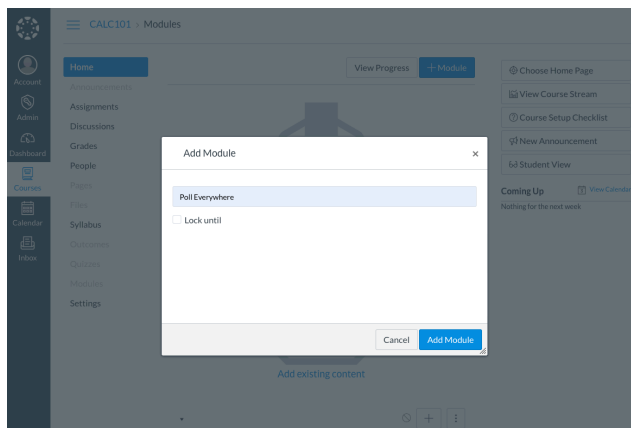 CALC101 › Modules
Account
Admin
Dashboard
Courses
Calendar
Inbox
Home
Announcements
Assignments
Discussions
Grades
People
Pages
Files
Syllabus
Outcomes
Quizzes
Modules
Settings
View Progress
+ Module
Add Module
×
Poll Everywhere
Lock until
Cancel
Add Module
Add existing content
Choose Home Page
View Course Stream
Course Setup Checklist
New Announcement
Student View
Coming Up
View Calendar
Nothing for the next week